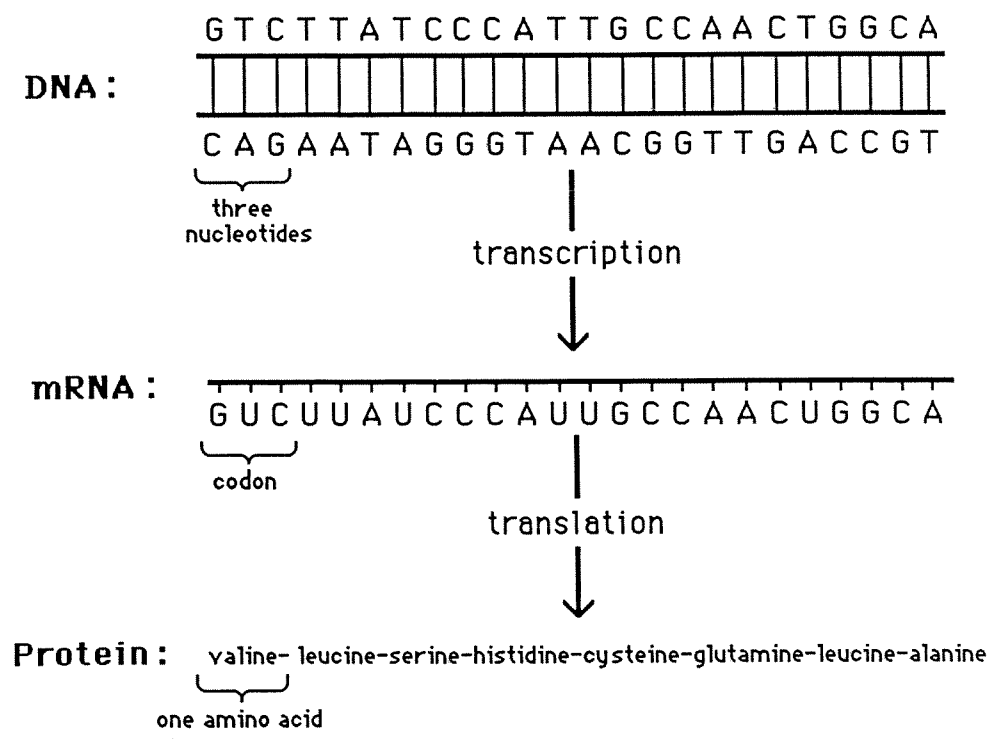 G T C T T A T C C C A T T G C C A A C T G G C A
DNA:
C A G A A T A G G G T A A C G G T T G A C C G T
three
nucleotides
transcription
mRNA:
G U C U U A U C C C A U U G C C A A C U G G C A
codon
translation
Protein: valine- leucine-serine-histidine-cysteine-glutamine-leucine-alanine
one amino acid